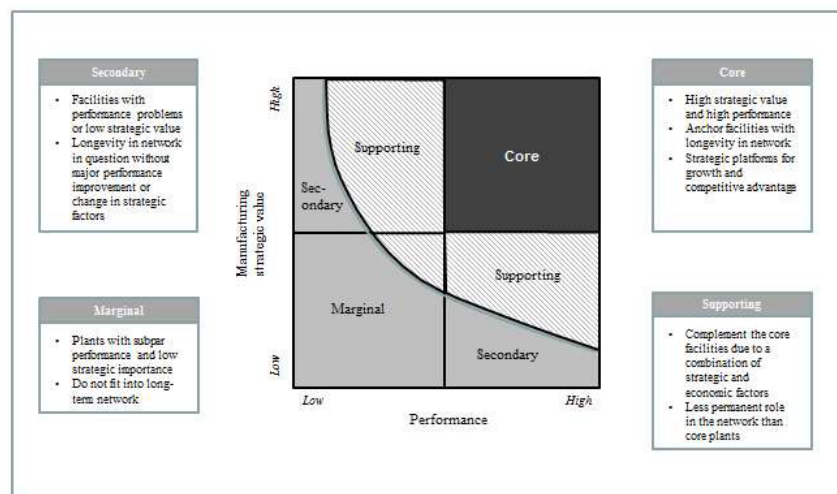 Secondary
• Facilities with
performance problems
or low strategic value
• Longevity in network
in question without
major performance
improvement or
change in strategic
factors
Marginal
• Plants with subpar
performance and low
strategic importance
• Do not fit into long-
term network
Manufacturing
strategic value
High
Low
Supporting
Core
Sec-
ondary
Supporting
Marginal
Secondary
Low
High
Performance
Core
• High strategic value
and high performance
• Anchor facilities with
longevity in network
• Strategic platforms for
growth and
competitive advantage
Supporting
• Complement the core
facilities due to a
combination of
strategic and
economic factors
• Less permanent role
in the network than
core plants